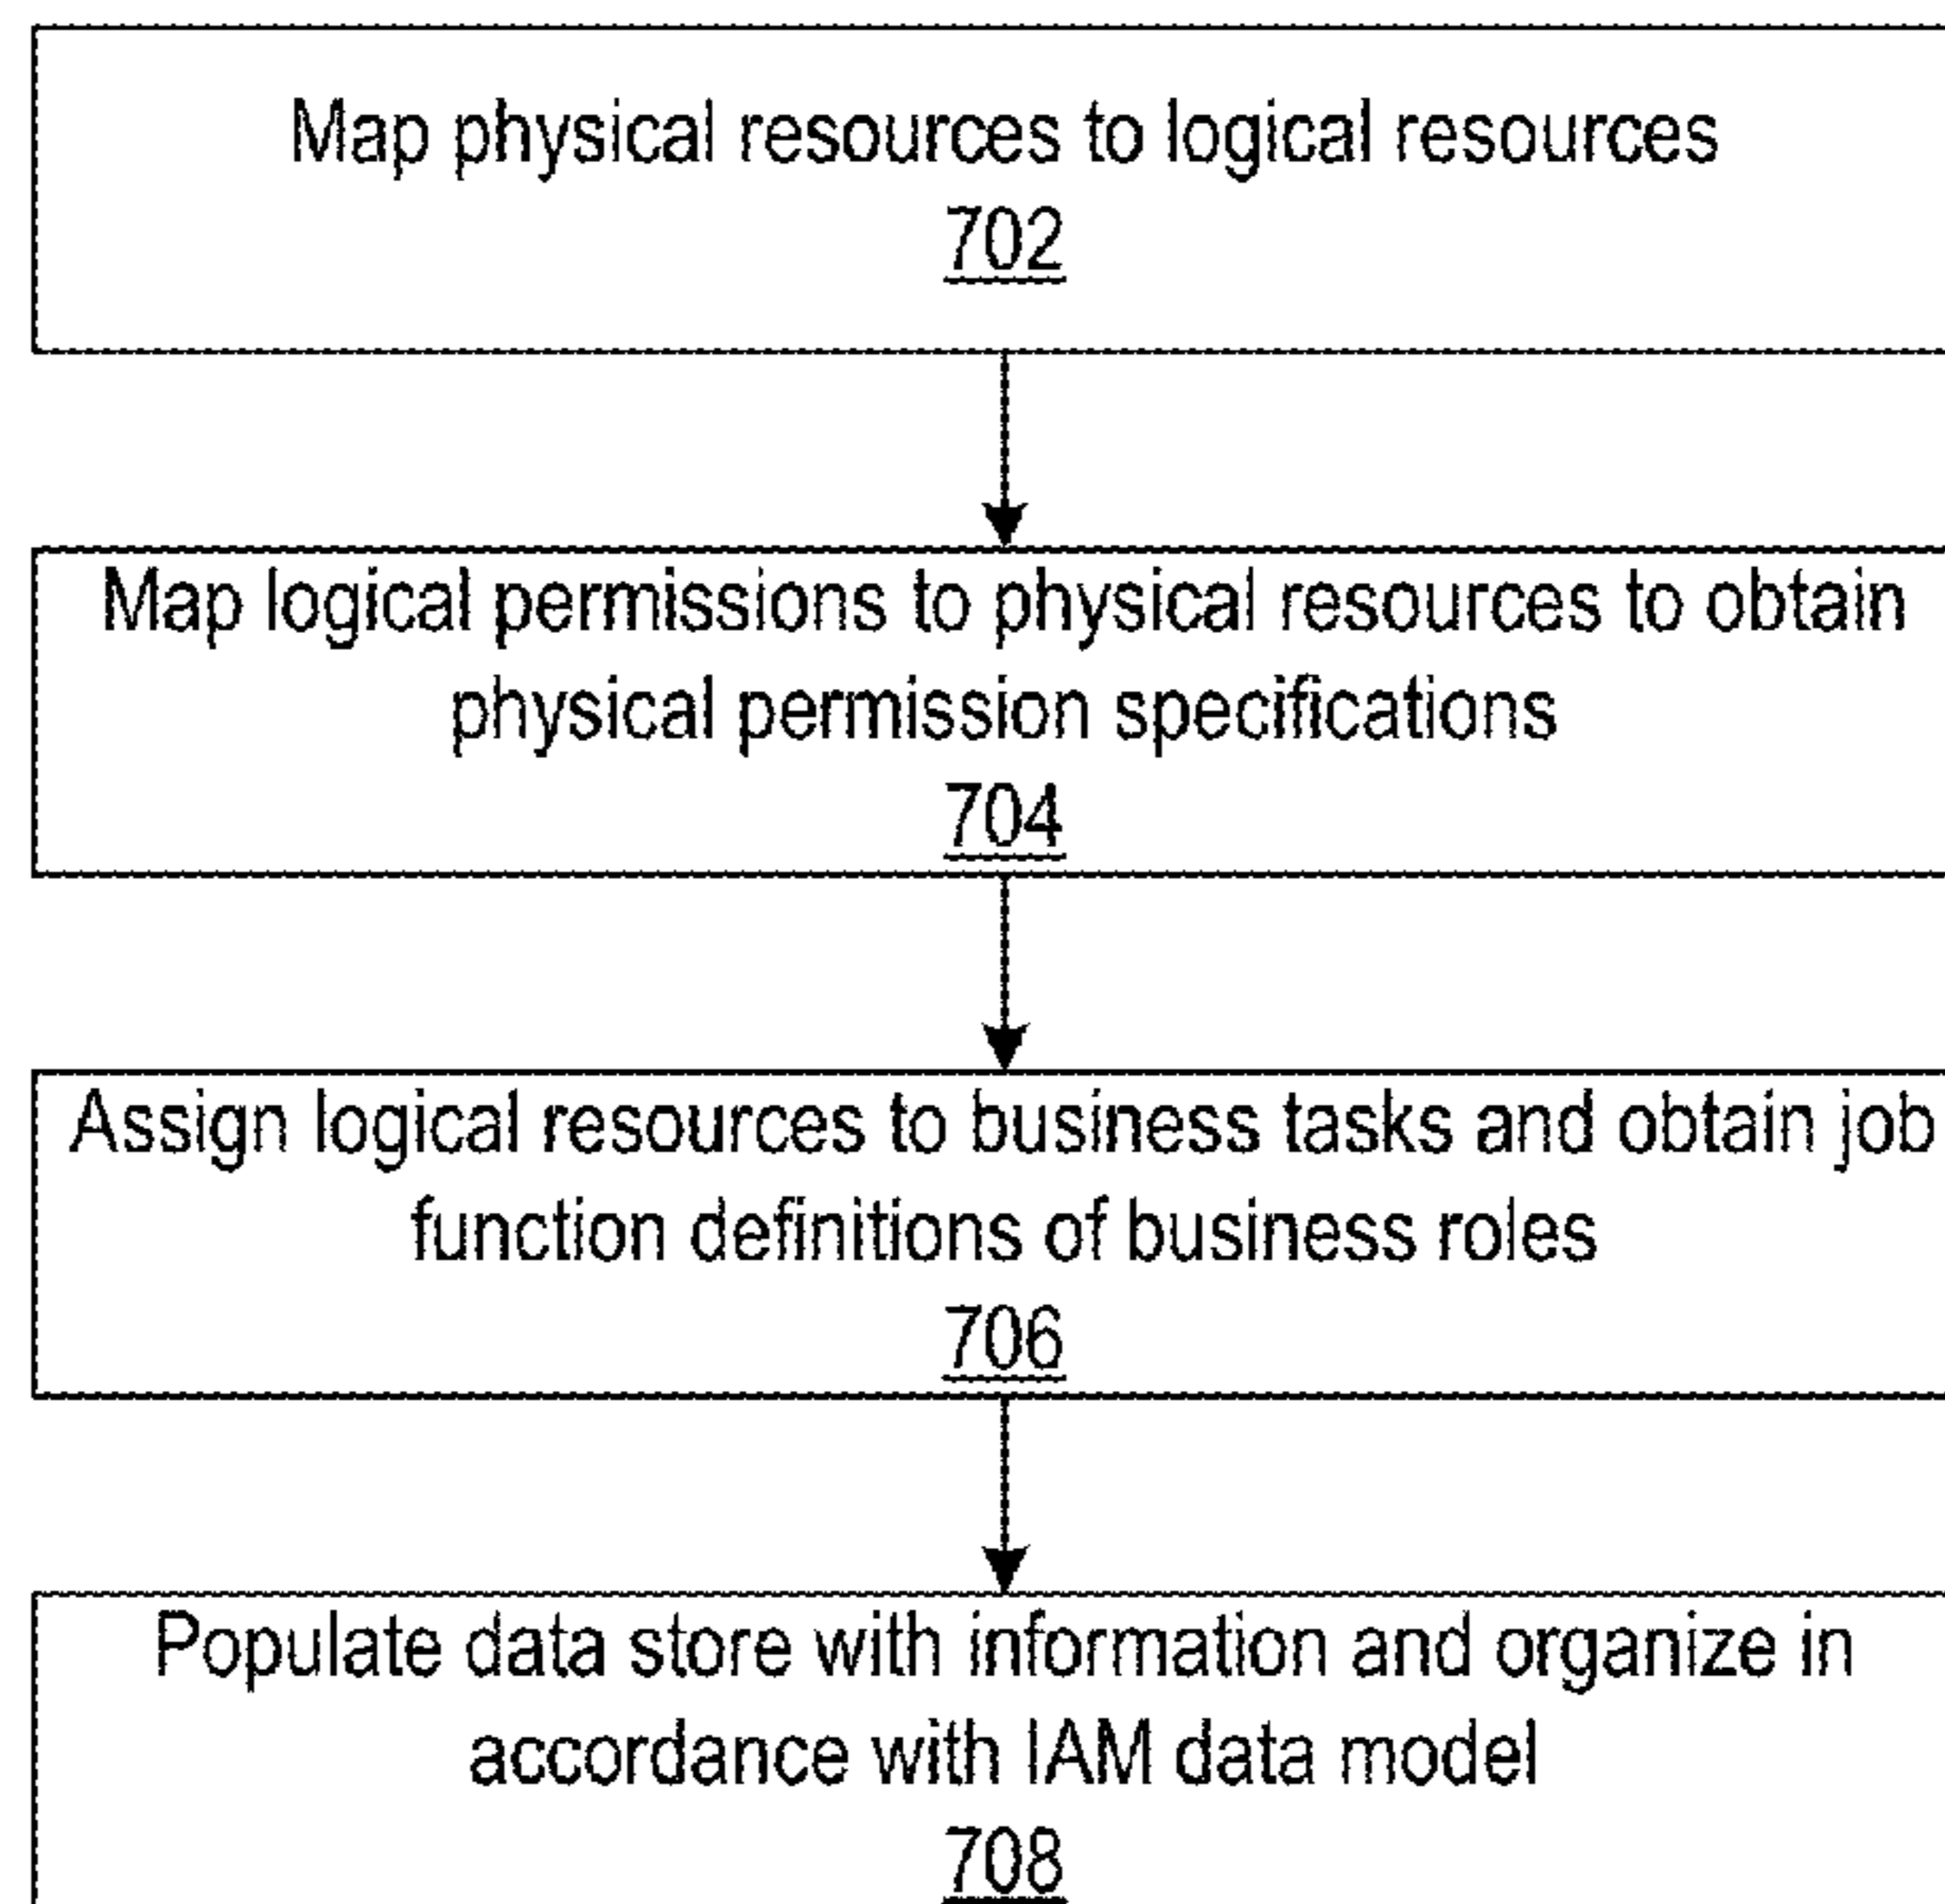 Map physical resources to logical resources
702
Map logical permissions to physical resources to obtain
physical permission specifications
704
Assign logical resources to business tasks and obtain job
function definitions of business roles
706
Populate data store with information and organize in
accordance with IAM data model
708